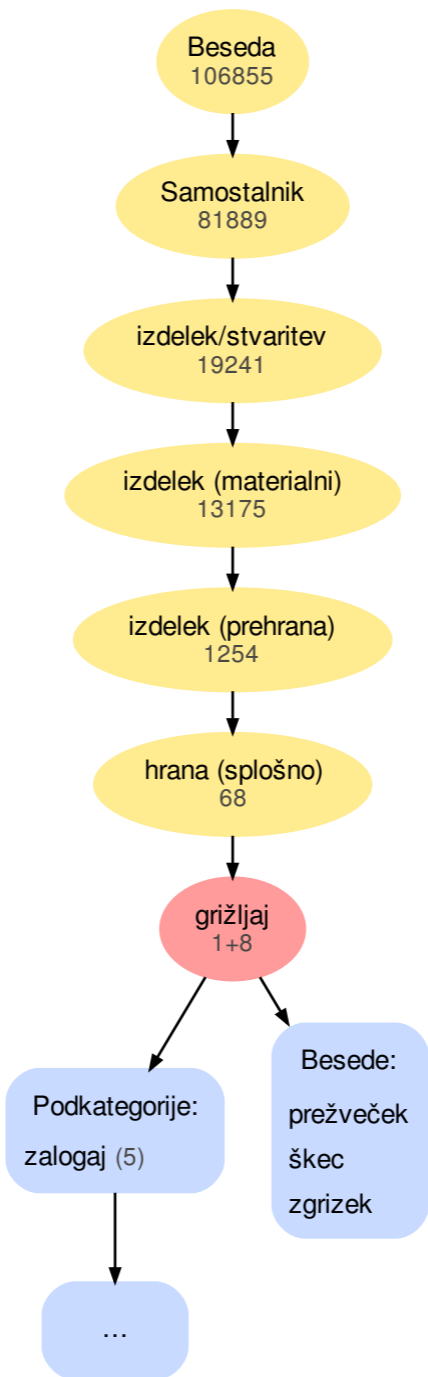 Beseda
106855
Samostalnik
81889
izdelek/stvaritev
19241
izdelek (materialni)
13175
izdelek (prehrana)
1254
hrana (splošno)
68
grižljaj
1+8
Podkategorije:
zalogaj (5)
Besede:
prežveček
škec
zgrizek
...